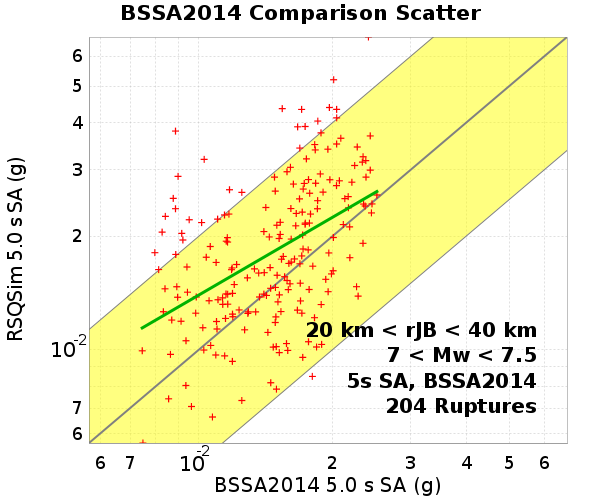 BSSA2014 Comparison Scatter
RSQSim 5.0 s SA (g)
6
5
4
3
2
10-2
7
6
20 km < rJB < 40 km
7 < Mw < 7.5
5s SA, BSSA2014
204 Ruptures
6 7 10-2 2 3 4 5 6
BSSA2014 5.0 s SA (g)